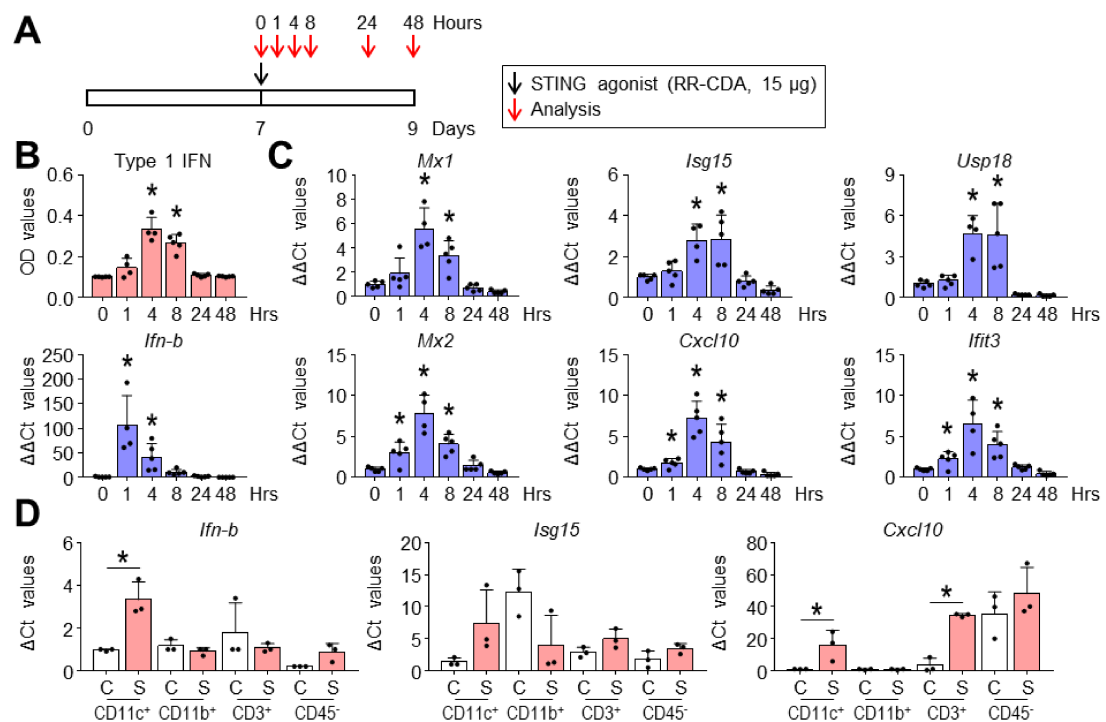 A
0 1 4 8 24 48 Hours
STING agonist (RR-CDA, 15 μg)
Analysis
0 7 9 Days
B
Type 1 IFN
OD values
0.6
0.4
0.2
0.0
0 1 4 8 24 48 Hrs
Ifn-b
ΔΔCt values
250
200
150
100
50
0
0 1 4 8 24 48 Hrs
C
Mx1
ΔΔCt values
10
8
6
4
2
0
0 1 4 8 24 48 Hrs
Isg15
ΔΔCt values
6
4
2
0
0 1 4 8 24 48 Hrs
Usp18
ΔΔCt values
9
6
3
0
0 1 4 8 24 48 Hrs
Mx2
ΔΔCt values
15
10
5
0
0 1 4 8 24 48 Hrs
Cxcl10
ΔΔCt values
15
10
5
0
0 1 4 8 24 48 Hrs
Ifit3
ΔΔCt values
15
10
5
0
0 1 4 8 24 48 Hrs
D
Ifn-b
ΔCt values
6
4
2
0
C S C S C S C S
CD11c⁺ CD11b⁺ CD3⁺ CD45⁻
Isg15
ΔCt values
20
15
10
5
0
C S C S C S C S
CD11c⁺ CD11b⁺ CD3⁺ CD45⁻
Cxcl10
ΔCt values
80
60
40
20
0
C S C S C S C S
CD11c⁺ CD11b⁺ CD3⁺ CD45⁻